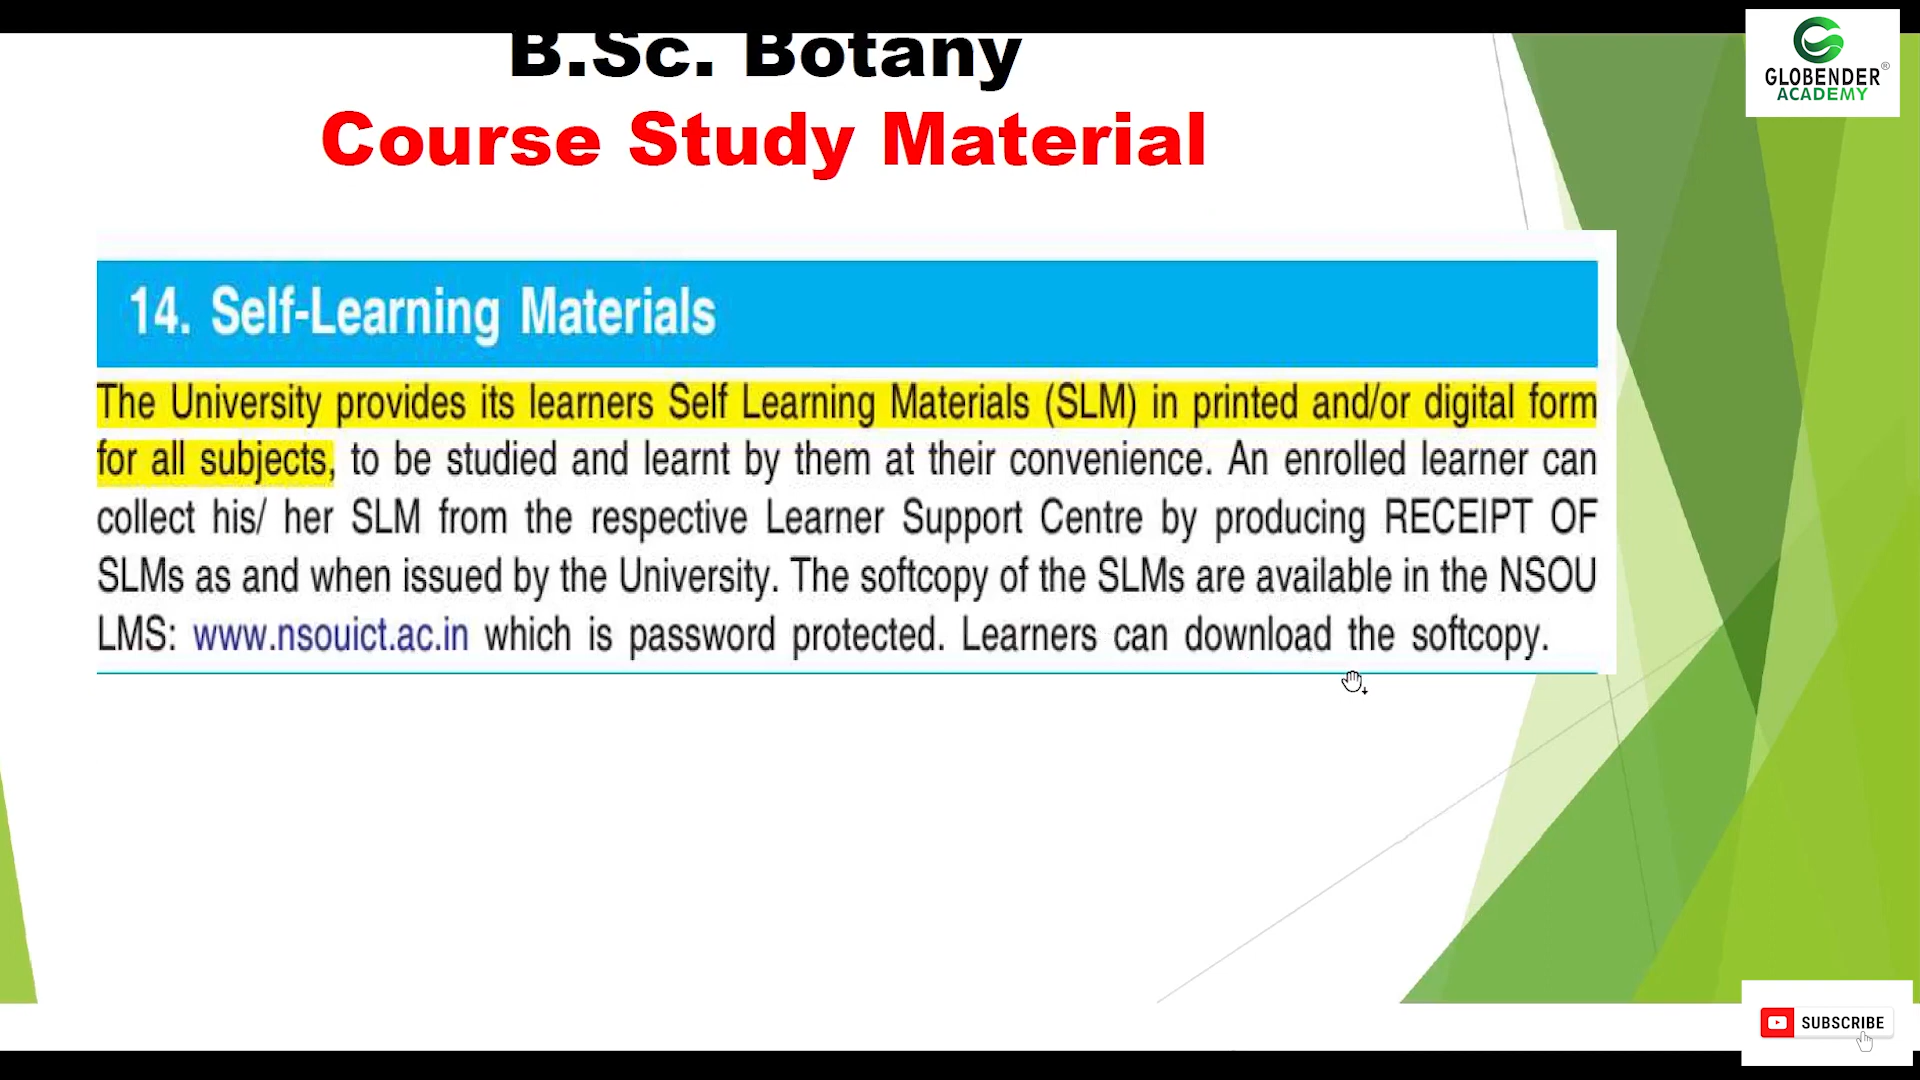 B.Sc. Botany
Course Study Material
GLOBENDER®
ACADEMY
14. Self-Learning Materials
The University provides its learners Self Learning Materials (SLM) in printed and/or digital form
for all subjects, to be studied and learnt by them at their convenience. An enrolled learner can
collect his/ her SLM from the respective Learner Support Centre by producing RECEIPT OF
SLMs as and when issued by the University. The softcopy of the SLMs are available in the NSOU
LMS: www.nsouict.ac.in which is password protected. Learners can download the softcopy.
SUBSCRIBE